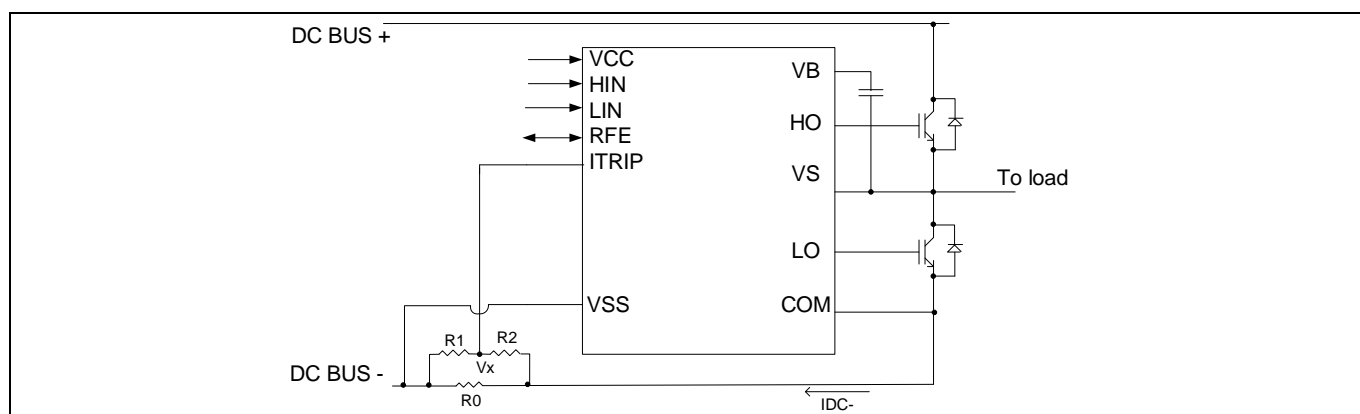 DC BUS +
VCC
HIN
LIN
RFE
ITRIP
VSS
VB
HO
VS
LO
COM
To load
R1
R2
Vx
DC BUS -
R0
IDC-